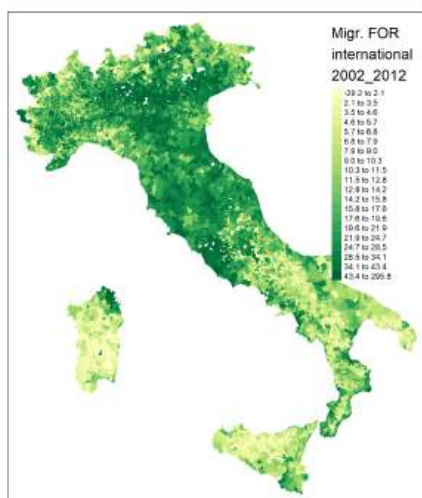 Migr. FOR
international
2002_2012
-29.2 to 2.1
2.1 to 3.5
3.5 to 4.6
4.6 to 5.7
5.7 to 6.8
6.8 to 7.9
7.9 to 9.0
9.0 to 10.3
10.3 to 11.5
11.5 to 12.8
12.8 to 14.2
14.2 to 15.8
15.8 to 17.6
17.6 to 19.6
19.6 to 21.9
21.9 to 24.7
24.7 to 28.5
28.5 to 34.1
34.1 to 43.4
43.4 to 295.8